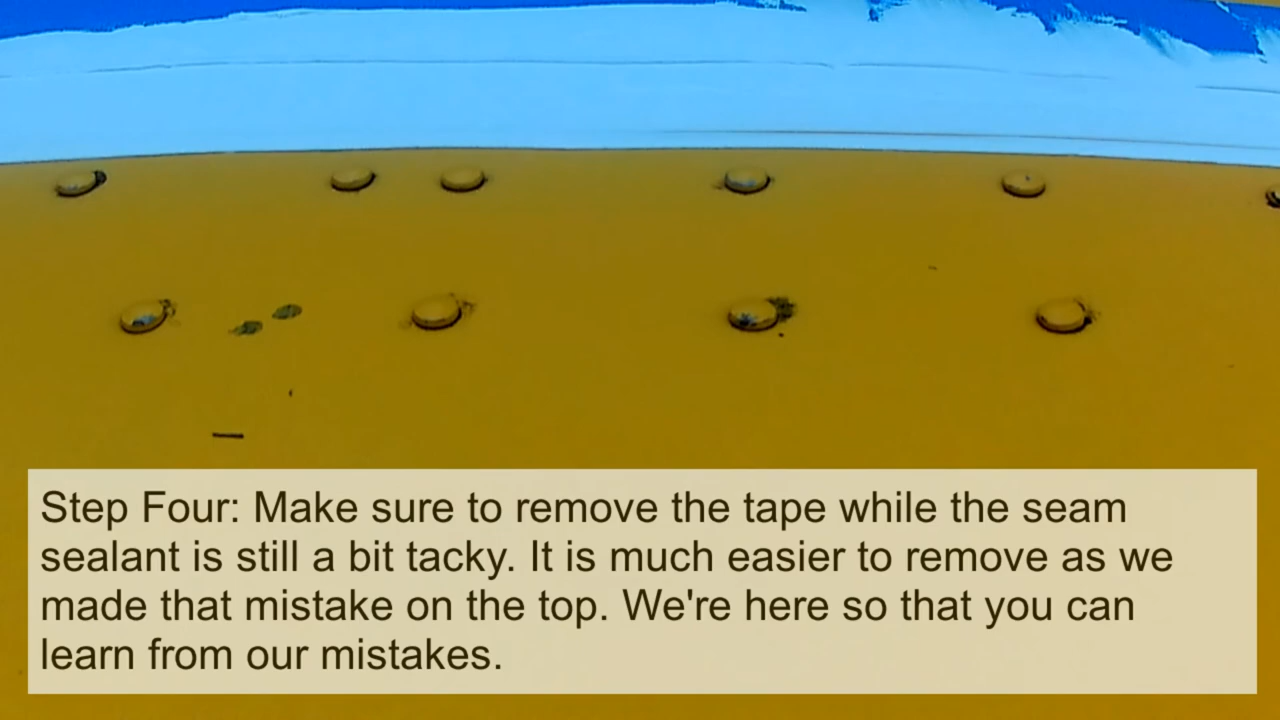 Step Four: Make sure to remove the tape while the seam
sealant is still a bit tacky. It is much easier to remove as we
made that mistake on the top. We're here so that you can
learn from our mistakes.